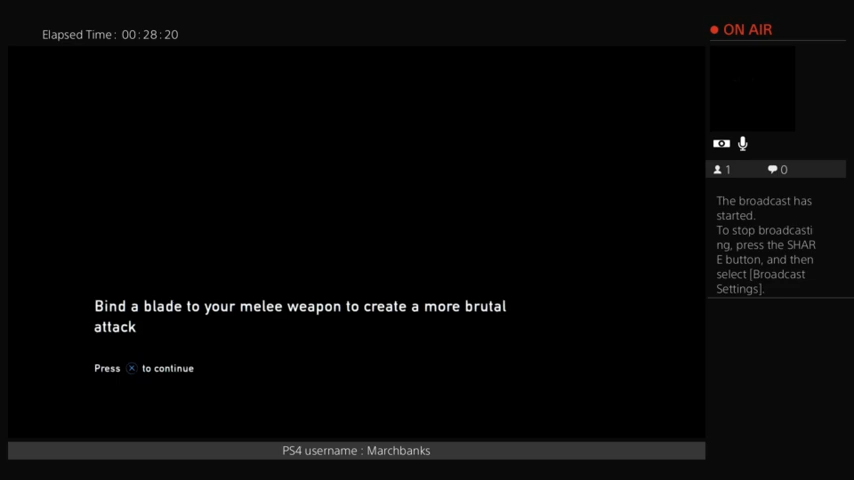 Elapsed Time: 00:28:20
ON AIR
1
0
The broadcast has
started.
To stop broadcasti
ng, press the SHAR
E button, and then
select [Broadcast
Settings].
Bind a blade to your melee weapon to create a more brutal
attack
Press ⓧ to continue
PS4 username : Marchbanks